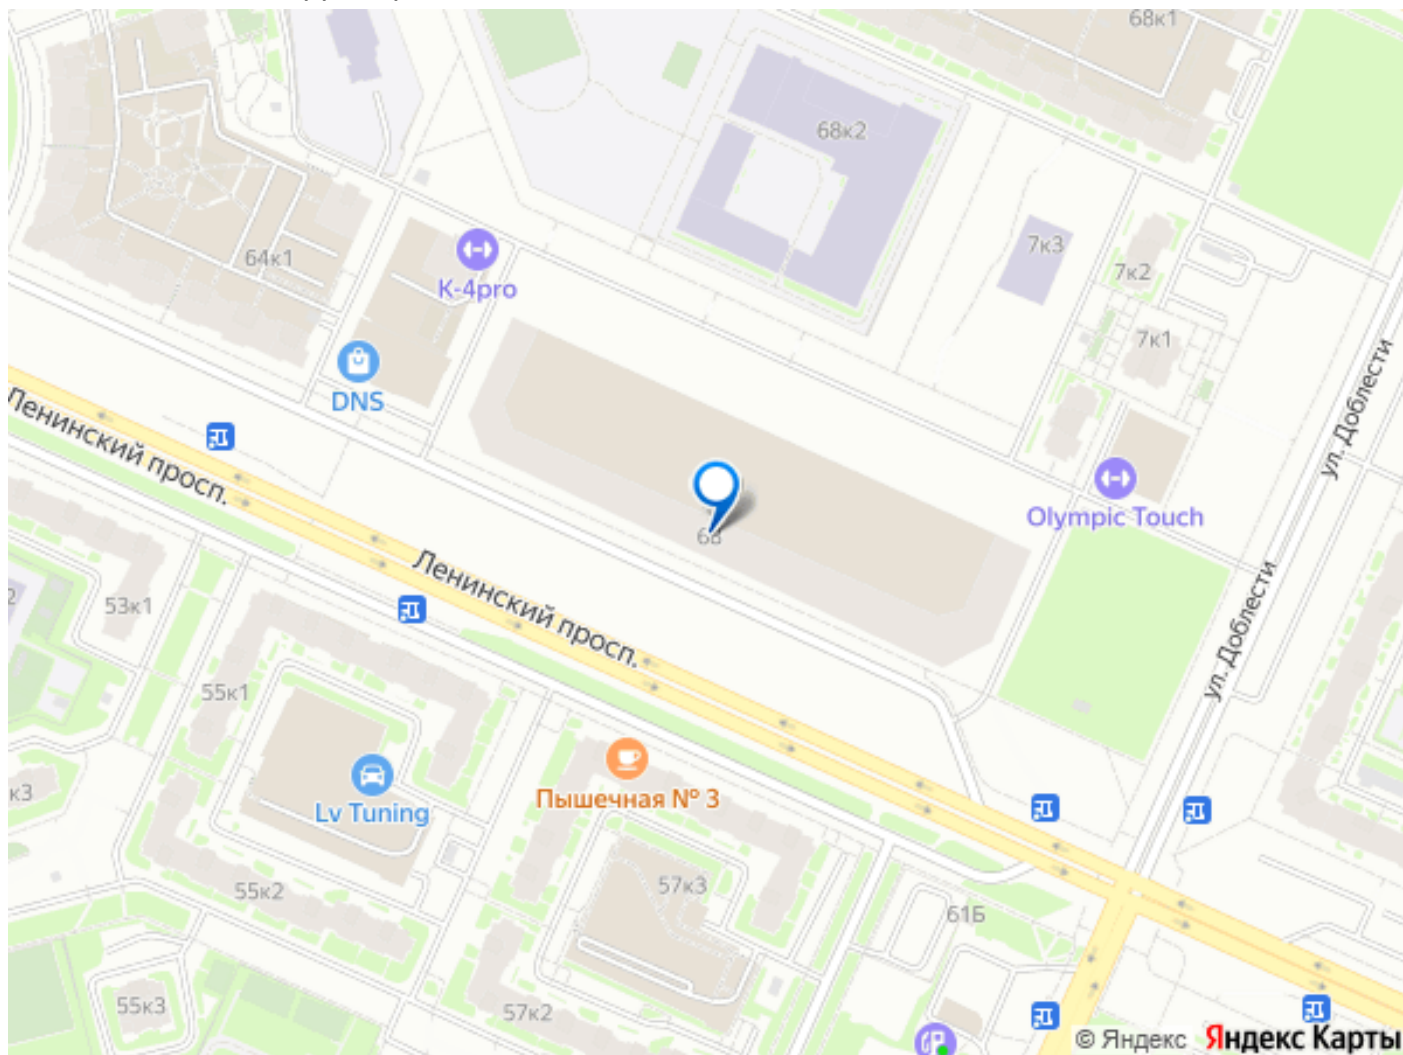 68к1
68к2
7к3
7к2
7к1
64к1
K-4pro
DNS
Ленинский просп.
Ленинский просп.
Olympic Touch
ул. Доблести
ул. Доблести
53к1
55к1
к3
Lv Tuning
Пышечная № 3
55к2
57к3
61Б
55к3
57к2
© Яндекс Яндекс Карты